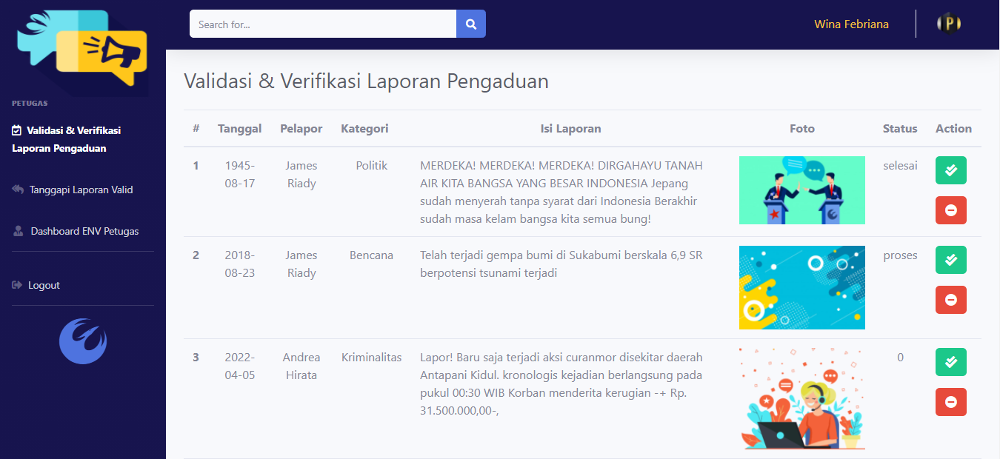 Search for...
Wina Febriana
P
PETUGAS
Validasi & Verifikasi
Laporan Pengaduan
Tanggapi Laporan Valid
Dashboard ENV Petugas
Logout
Validasi & Verifikasi Laporan Pengaduan
# Tanggal Pelapor Kategori Isi Laporan Foto Status Action
1 1945- James Politik MERDEKA! MERDEKA! MERDEKA! DIRGAHAYU TANAH selesai
08-17 Riady AIR KITA BANGSA YANG BESAR INDONESIA Jepang
sudah menyerah tanpa syarat dari Indonesia Berakhir
sudah masa kelam bangsa kita semua bung!
2 2018- James Bencana Telah terjadi gempa bumi di Sukabumi berskala 6,9 SR proses
08-23 Riady berpotensi tsunami terjadi
3 2022- Andrea Kriminalitas Lapor! Baru saja terjadi aksi curanmor disekitar daerah 0
04-05 Hirata Antapani Kidul. kronologis kejadian berlangsung pada
pukul 00:30 WIB Korban menderita kerugian -+ Rp.
31.500.000,00-,